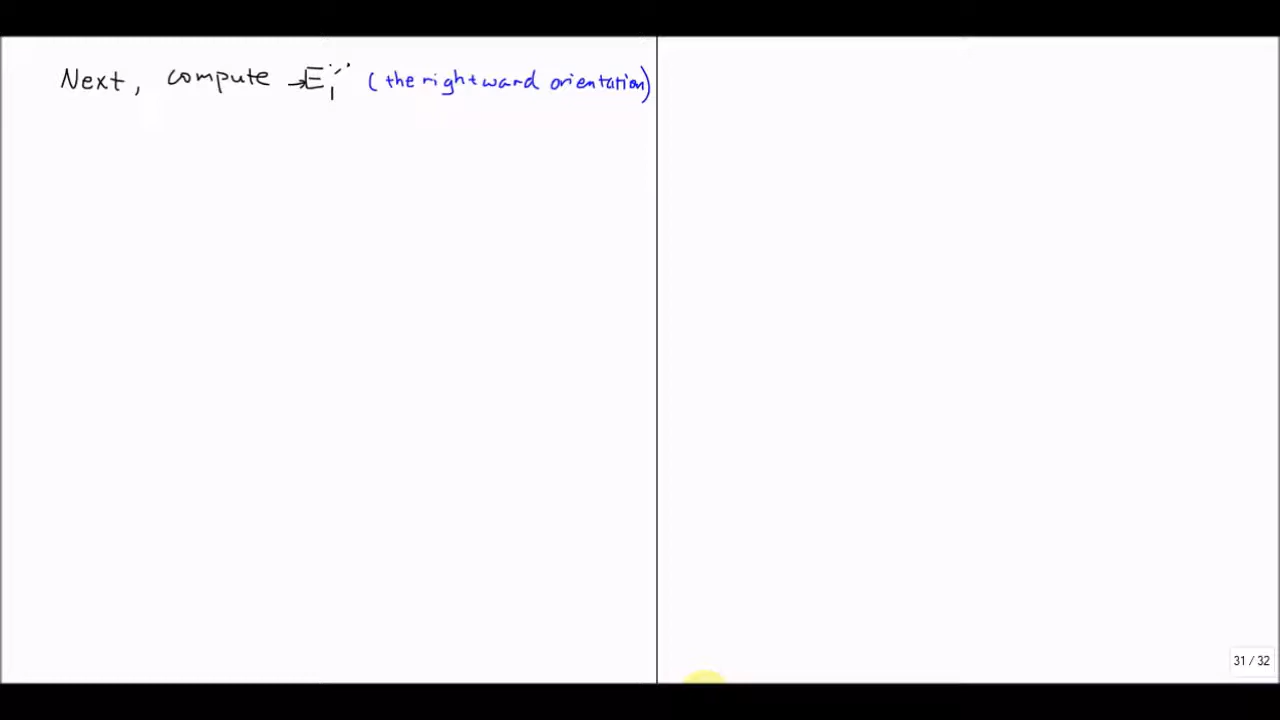 Next, compute →E₁^{·,·} (the rightward orientation)
31 / 32